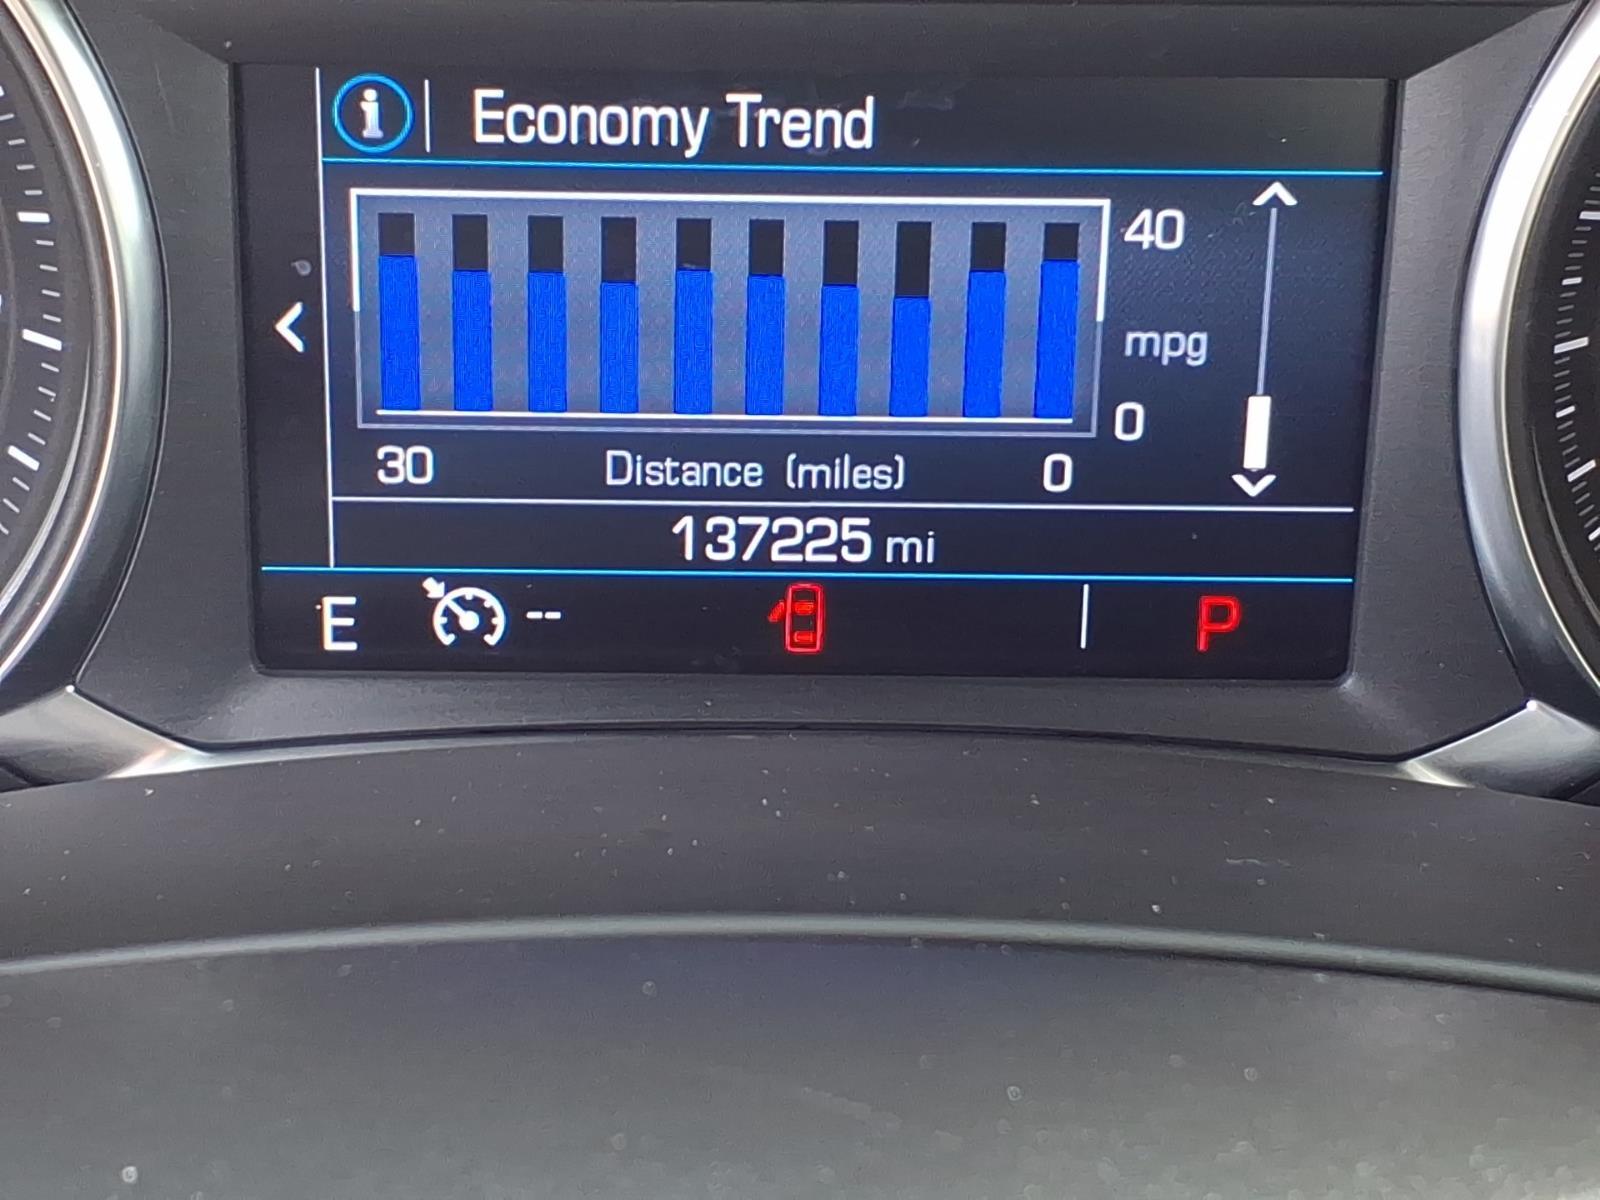 i Economy Trend
40
mpg
0
30 Distance (miles) 0
137225 mi
E -- P